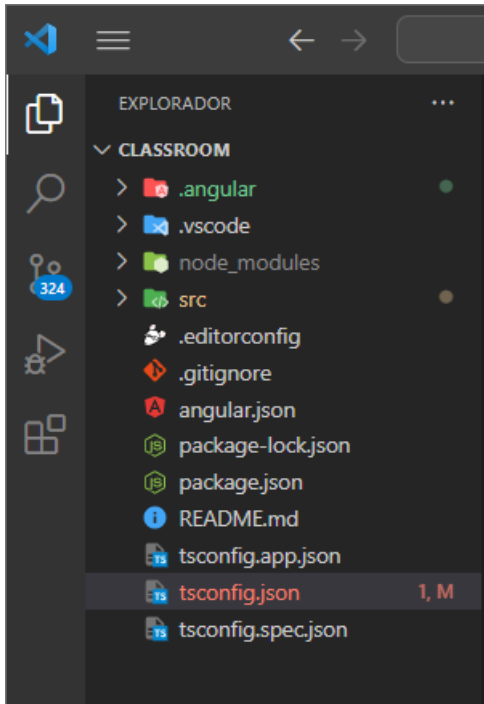 EXPLORADOR
CLASSROOM
.angular
.vscode
node_modules
324
src
.editorconfig
.gitignore
angular.json
package-lock.json
package.json
README.md
tsconfig.app.json
tsconfig.json 1, M
tsconfig.spec.json